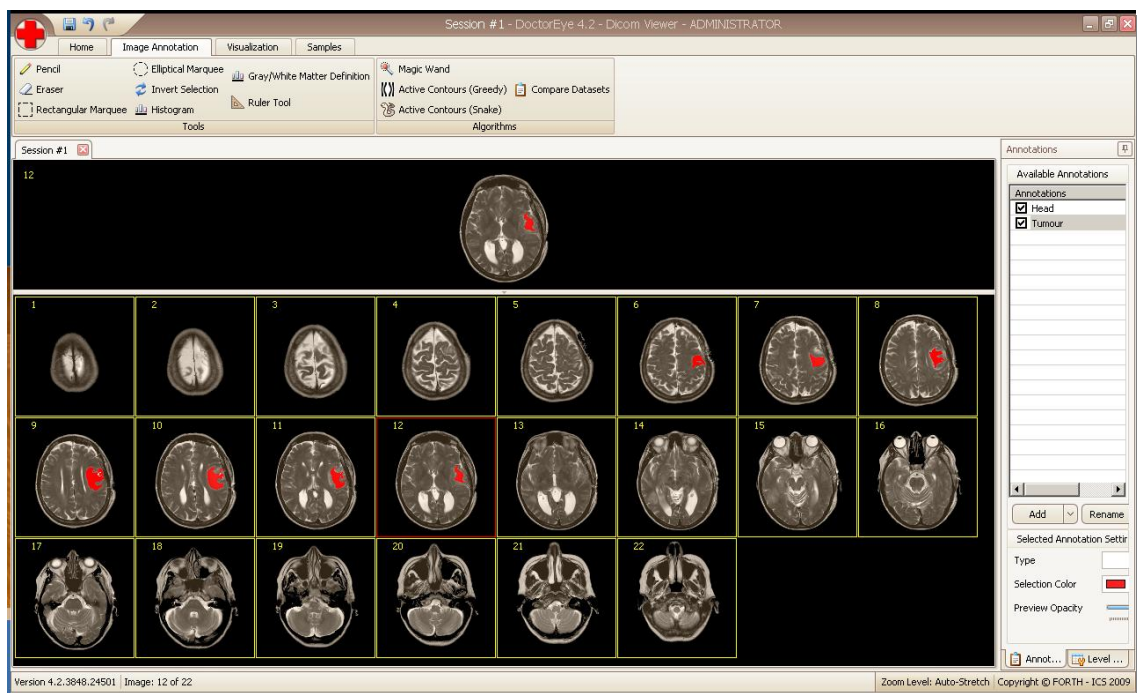 Session #1 - DoctorEye 4.2 - Dicom Viewer - ADMINISTRATOR
Home Image Annotation Visualization Samples
Pencil Elliptical Marquee Gray/White Matter Definition Magic Wand
Eraser Invert Selection Ruler Tool Active Contours (Greedy) Compare Datasets
Rectangular Marquee Histogram Active Contours (Snake)
Tools Algorithms
Session #1 Annotations
12
Available Annotations
Annotations
Head
Tumour
1 2 3 4 5 6 7 8
9 10 11 12 13 14 15 16
17 18 19 20 21 22
Add Rename
Selected Annotation Settir
Type
Selection Color
Preview Opacity
Annot... Level ...
Version 4.2.3848.24501 Image: 12 of 22 Zoom Level: Auto-Stretch Copyright © FORTH - ICS 2009